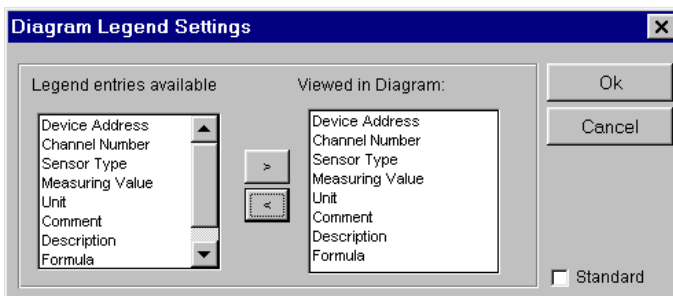 Diagram Legend Settings
Legend entries available
Device Address
Channel Number
Sensor Type
Measuring Value
Unit
Comment
Description
Formula
>
<
Viewed in Diagram:
Device Address
Channel Number
Sensor Type
Measuring Value
Unit
Comment
Description
Formula
Ok
Cancel
Standard